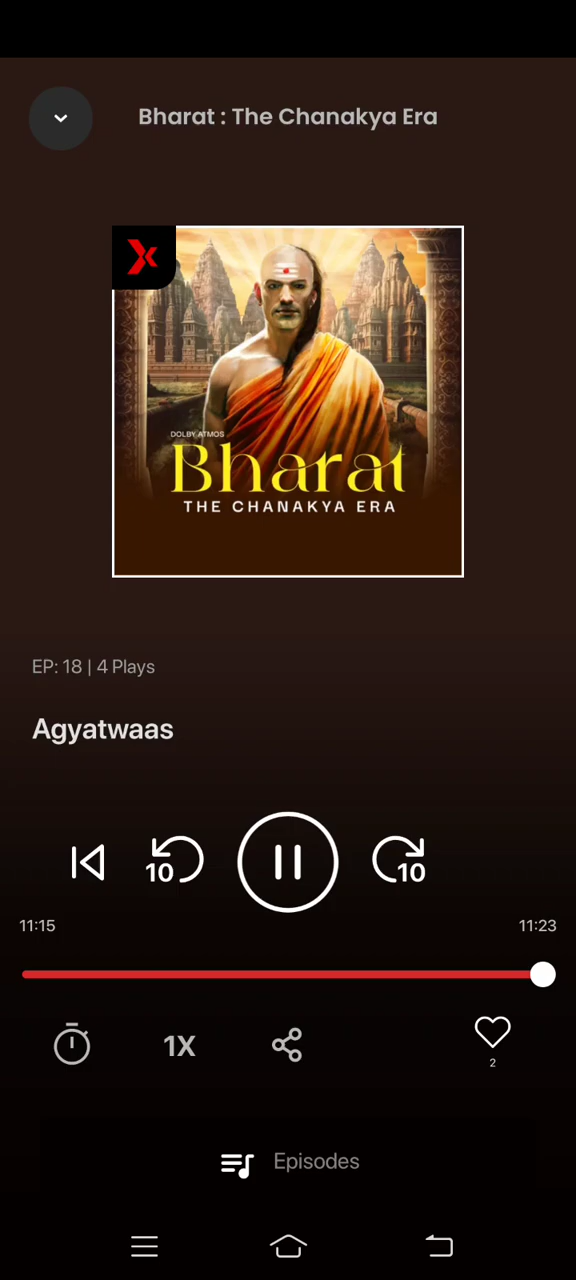 Bharat : The Chanakya Era
DOLBY ATMOS
Bharat
THE CHANAKYA ERA
EP: 18 | 4 Plays
Agyatwaas
10
10
11:15
11:23
1X
2
Episodes